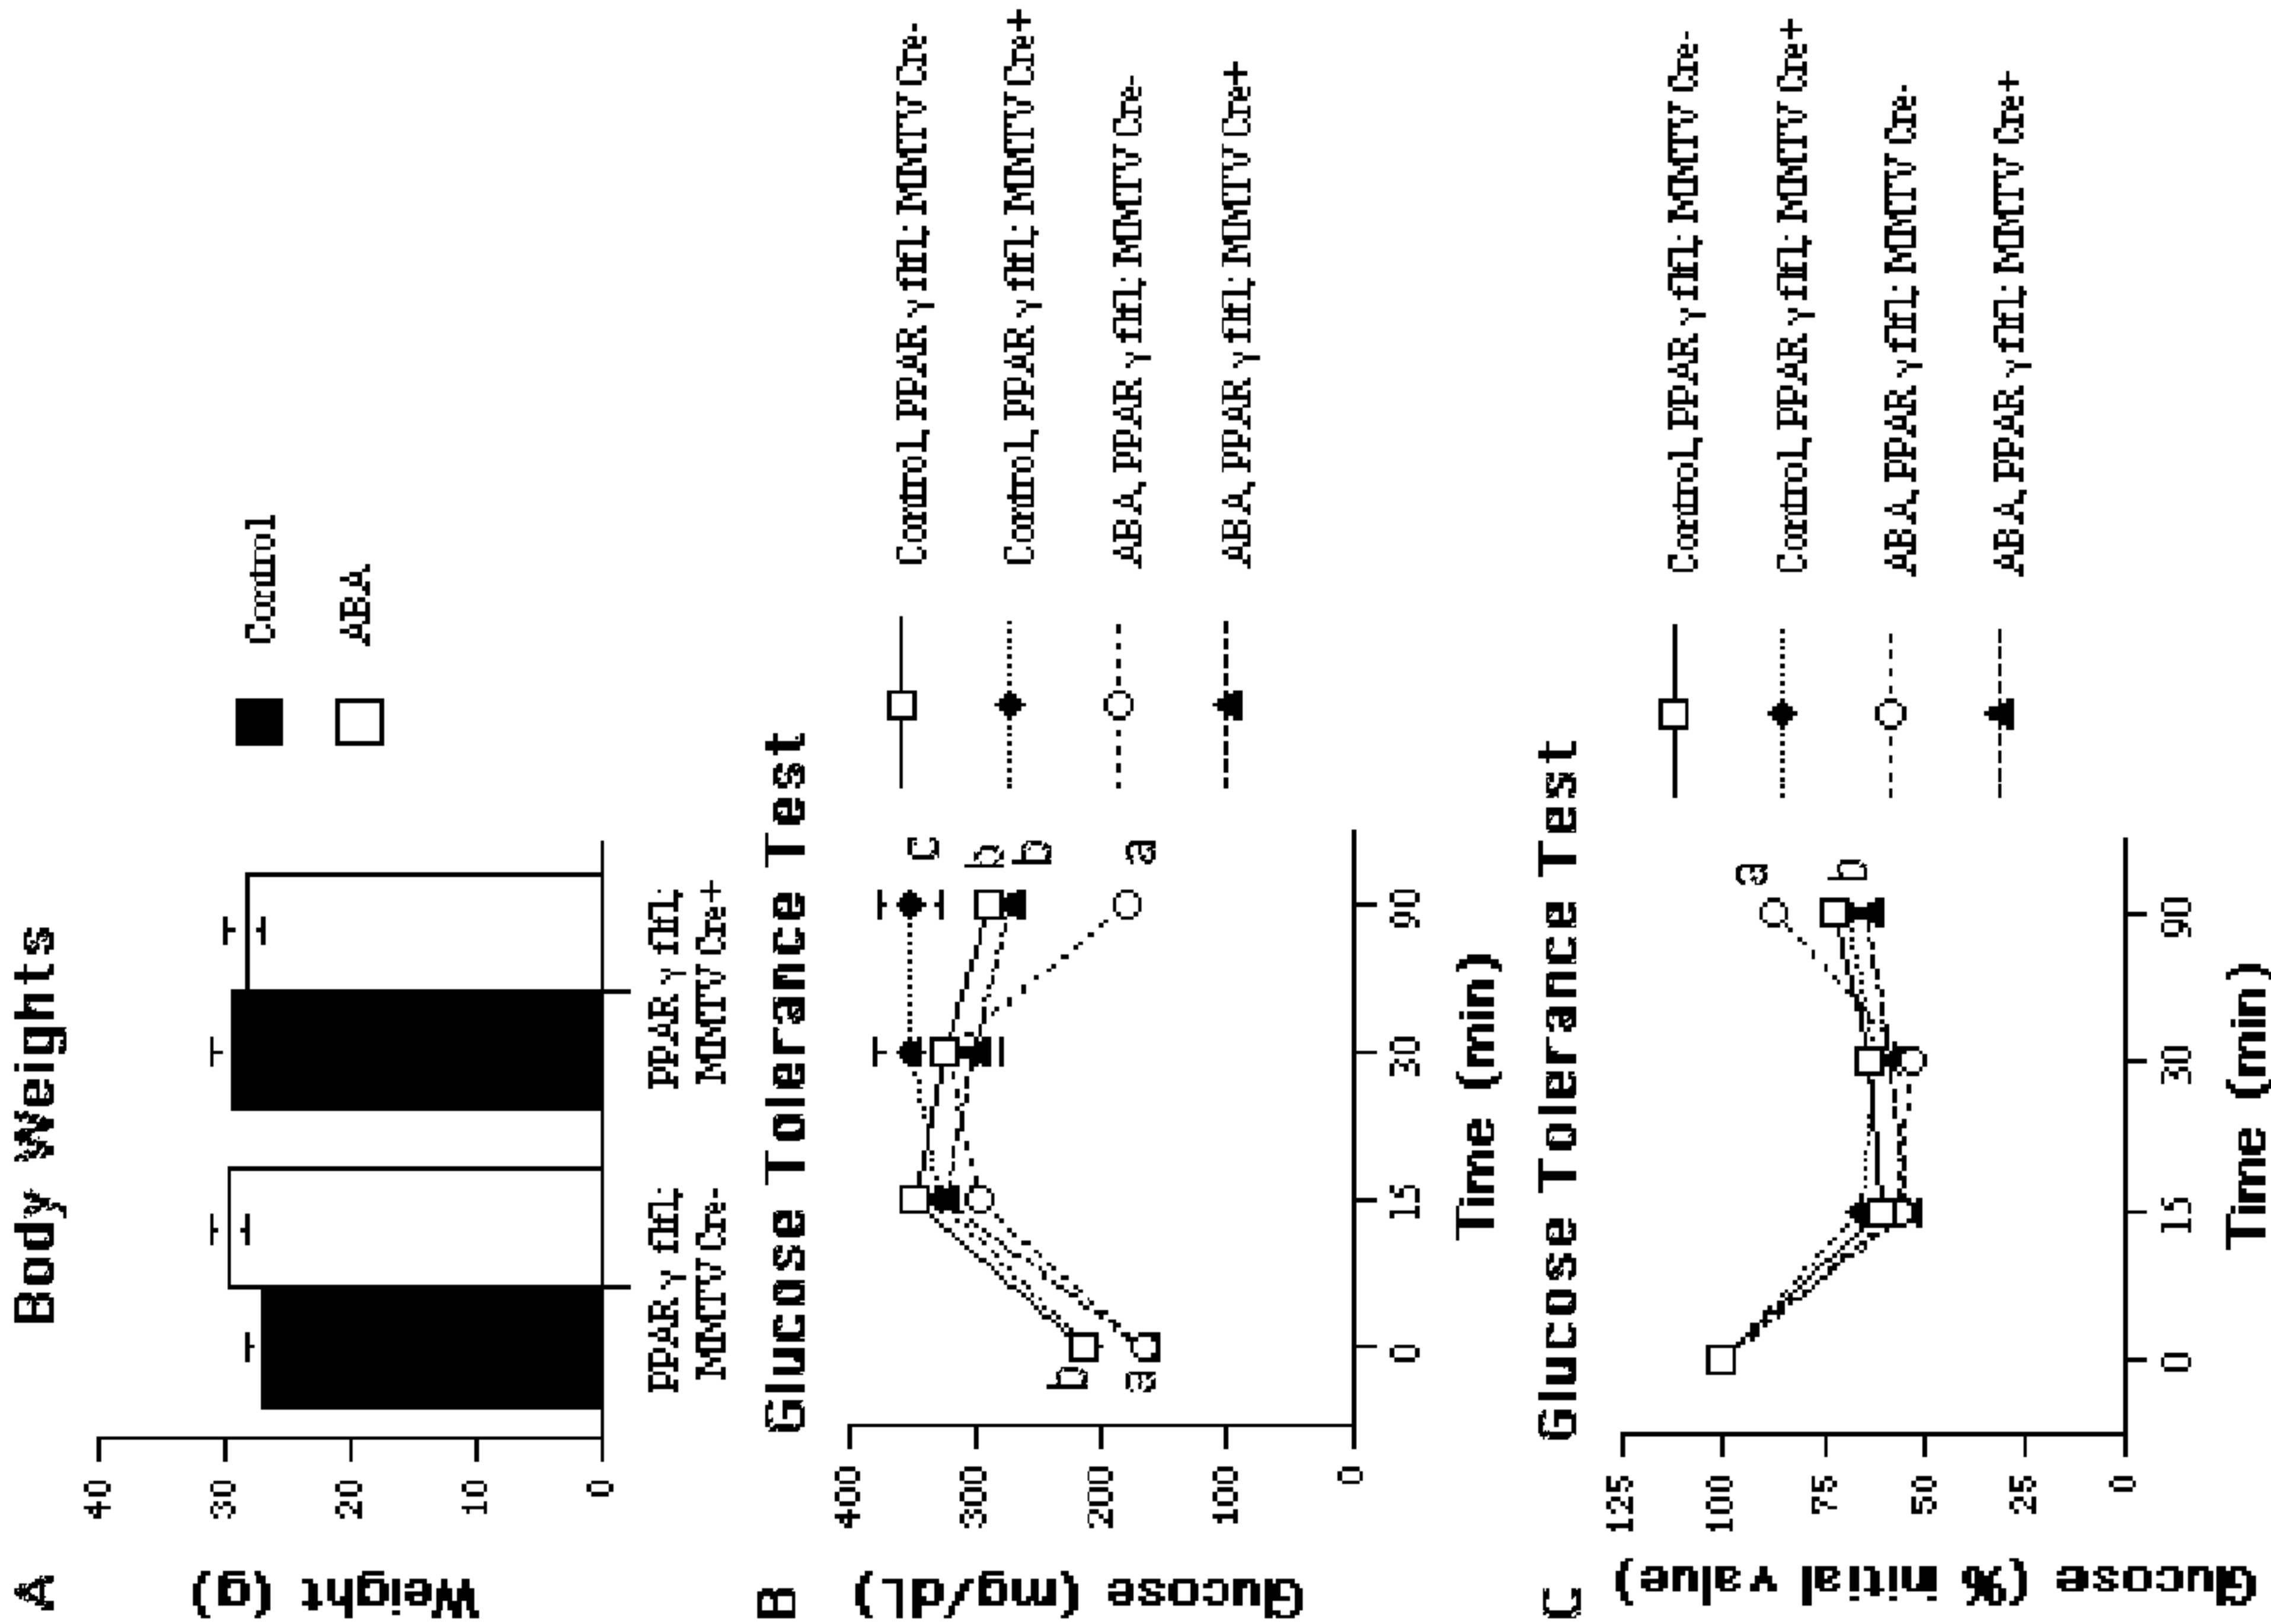 A
Body Weights
Weight (g)
40
30
20
10
0
PPAR γ fl/fl;
MMTV Cre-
PPAR γ fl/fl;
MMTV Cre+
Control
ABA
B
Glucose Tolerance Test
Glucose (mg/dL)
400
300
200
100
0
b
a
c
b
b
a
0
15
30
90
Time (min)
Control, PPAR γ fl/fl; MMTV Cre-
Control, PPAR γ fl/fl; MMTV Cre+
ABA, PPAR γ fl/fl; MMTV Cre-
ABA, PPAR γ fl/fl; MMTV Cre+
C
Glucose Tolerance Test
Glucose (% initial value)
125
100
75
50
25
0
a
b
0
15
30
90
Time (min)
Control, PPAR γ fl/fl; MMTV Cre-
Control, PPAR γ fl/fl; MMTV Cre+
ABA, PPAR γ fl/fl; MMTV Cre-
ABA, PPAR γ fl/fl; MMTV Cre+